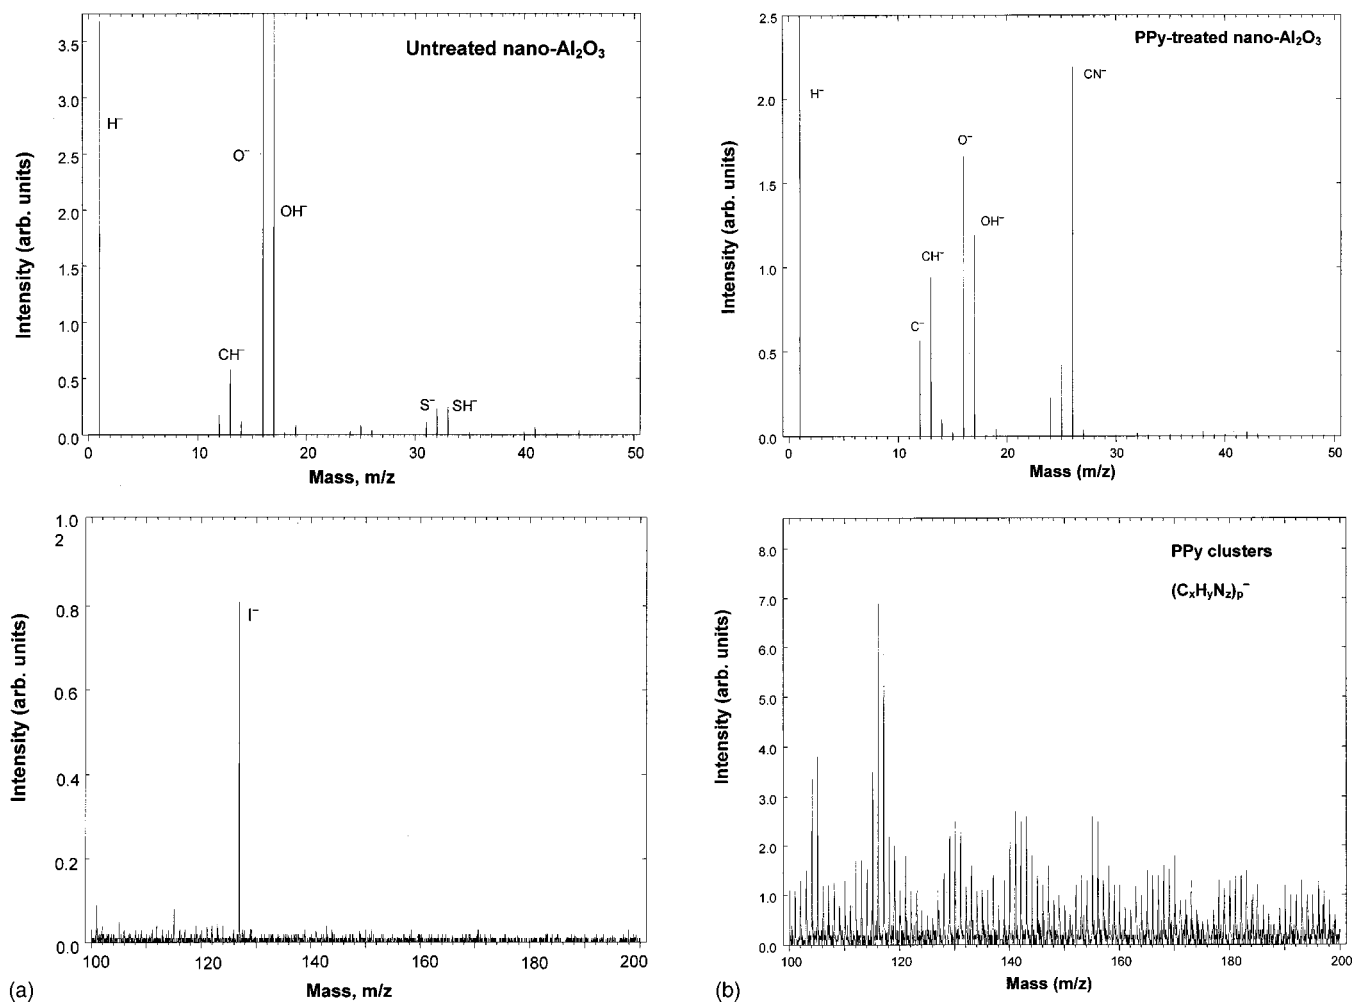 Untreated nano-Al₂O₃
Intensity (arb. units)
3.5
3.0
2.5
2.0
1.5
1.0
0.5
0.0
H⁻
O⁻
OH⁻
CH⁻
S⁻
SH⁻
0 10 20 30 40 50
Mass, m/z
PPy-treated nano-Al₂O₃
Intensity (arb. units)
2.5
2.0
1.5
1.0
0.5
0.0
H⁻
CN⁻
O⁻
OH⁻
CH⁻
C⁻
0 10 20 30 40 50
Mass (m/z)
Intensity (arb. units)
1.0
2
0.8
0.6
0.4
0.2
0.0
I⁻
100 120 140 160 180 200
Mass, m/z
(a)
PPy clusters
(CₓHᵧN_z)ₚ⁻
Intensity (arb. units)
8.0
7.0
6.0
5.0
4.0
3.0
2.0
1.0
0.0
100 110 120 130 140 150 160 170 180 190 200
Mass (m/z)
(b)